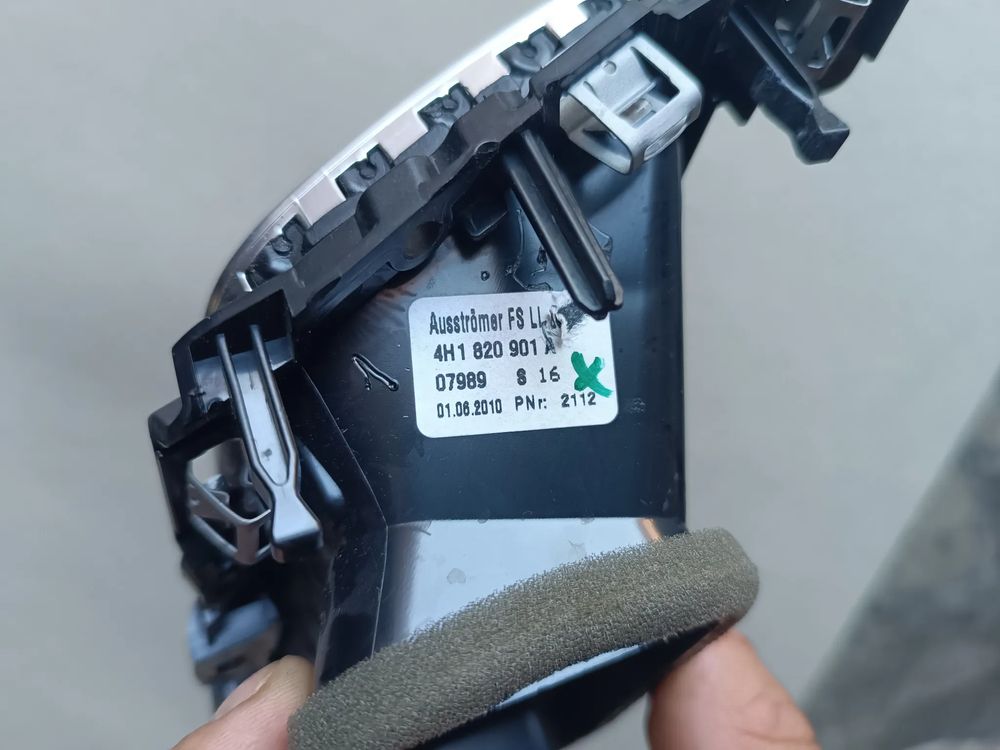 Ausströmer FS LL
4H1 820 901 A
07989 S 16 X
01.06.2010 PNr: 2112